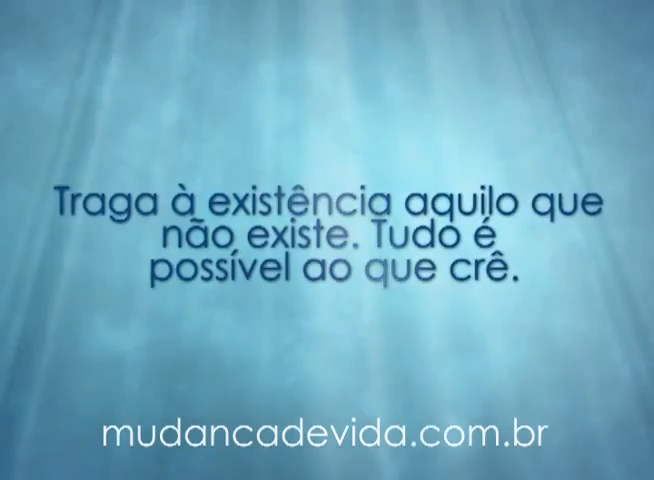 Traga à existência aquilo que
não existe. Tudo é
possível ao que crê.
mudancadevida.com.br